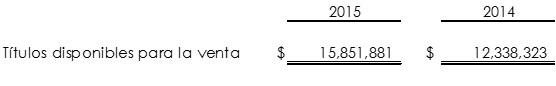 2015 2014
Títulos disponibles para la venta $ 15,851,881 $ 12,338,323